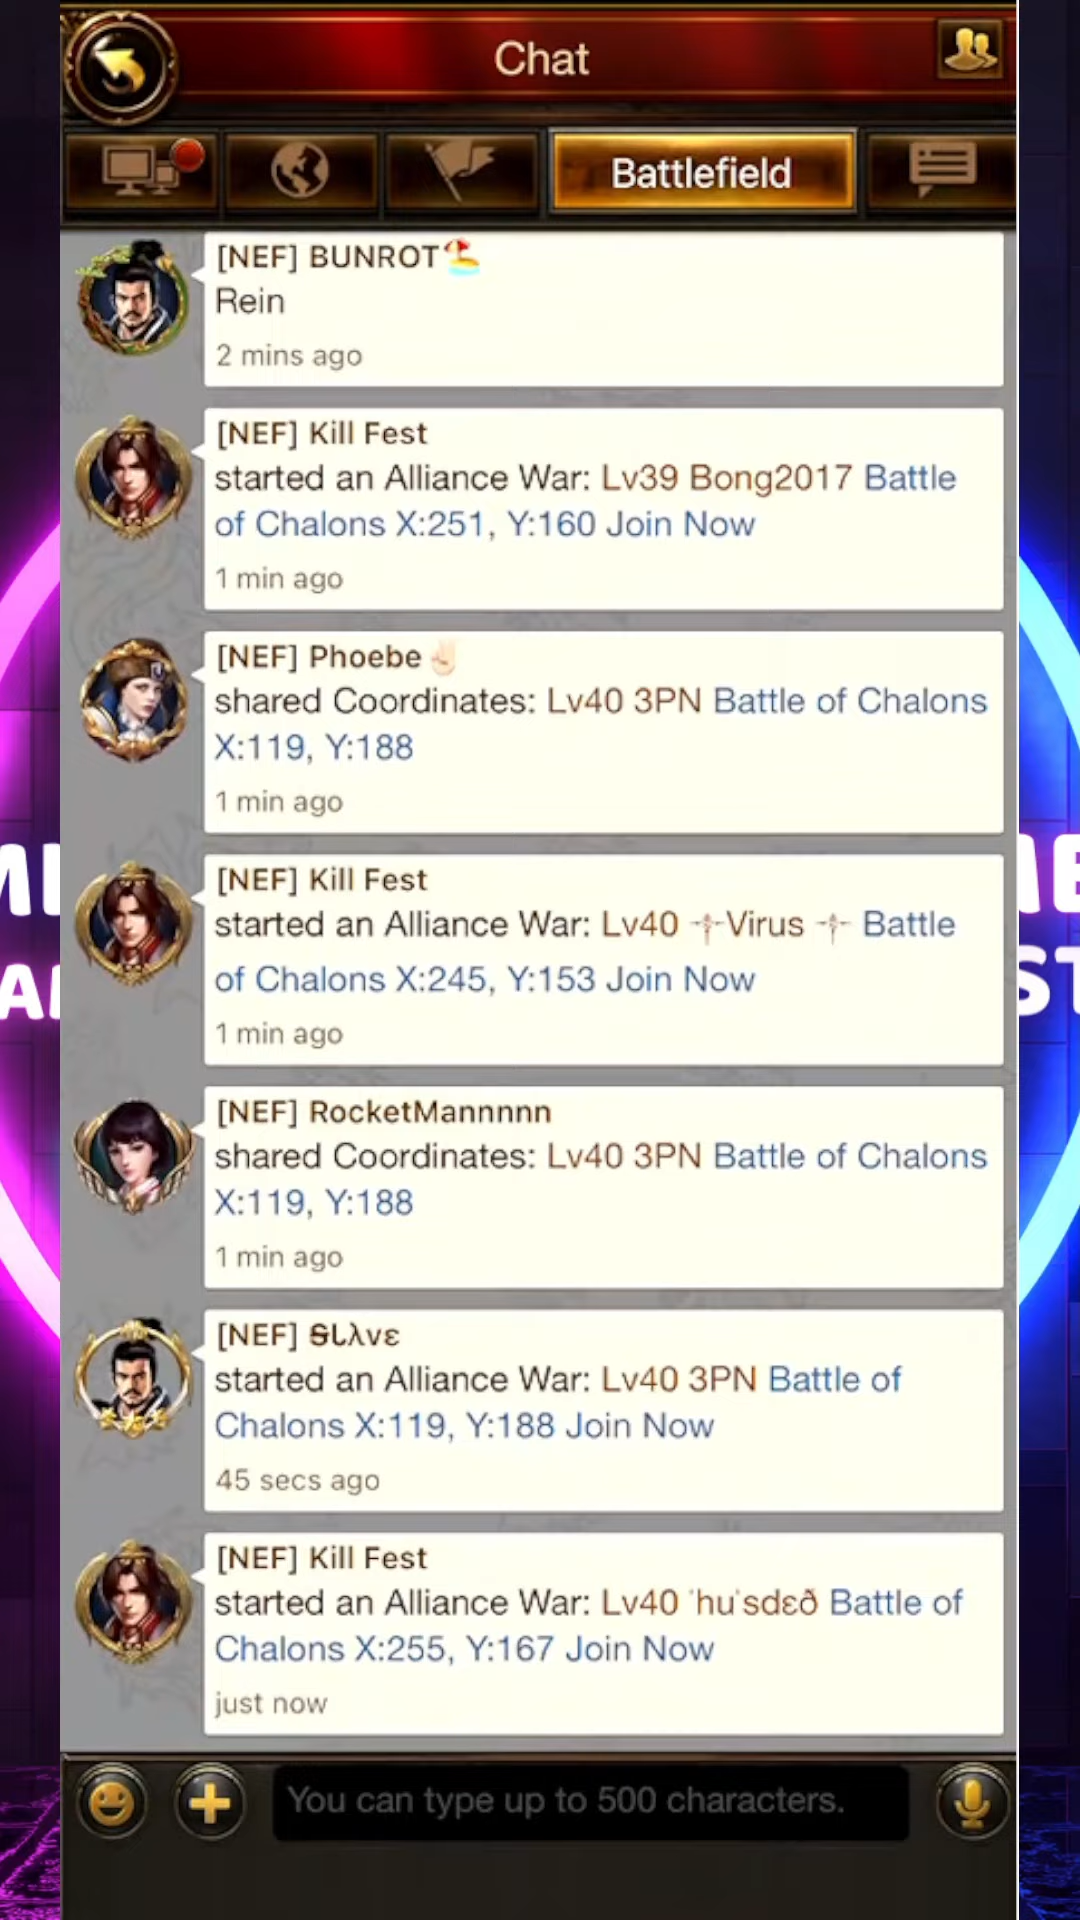 Chat
Battlefield
[NEF] BUNROT🏖️
Rein
2 mins ago
[NEF] Kill Fest
started an Alliance War: Lv39 Bong2017 Battle
of Chalons X:251, Y:160 Join Now
1 min ago
[NEF] Phoebe✌🏻
shared Coordinates: Lv40 3PN Battle of Chalons
X:119, Y:188
1 min ago
[NEF] Kill Fest
started an Alliance War: Lv40 ⸸Virus ⸸ Battle
of Chalons X:245, Y:153 Join Now
1 min ago
[NEF] RocketMannnnn
shared Coordinates: Lv40 3PN Battle of Chalons
X:119, Y:188
1 min ago
[NEF] ᎦᏓλvε
started an Alliance War: Lv40 3PN Battle of
Chalons X:119, Y:188 Join Now
45 secs ago
[NEF] Kill Fest
started an Alliance War: Lv40 ˈhuˈsdɛð Battle of
Chalons X:255, Y:167 Join Now
just now
You can type up to 500 characters.